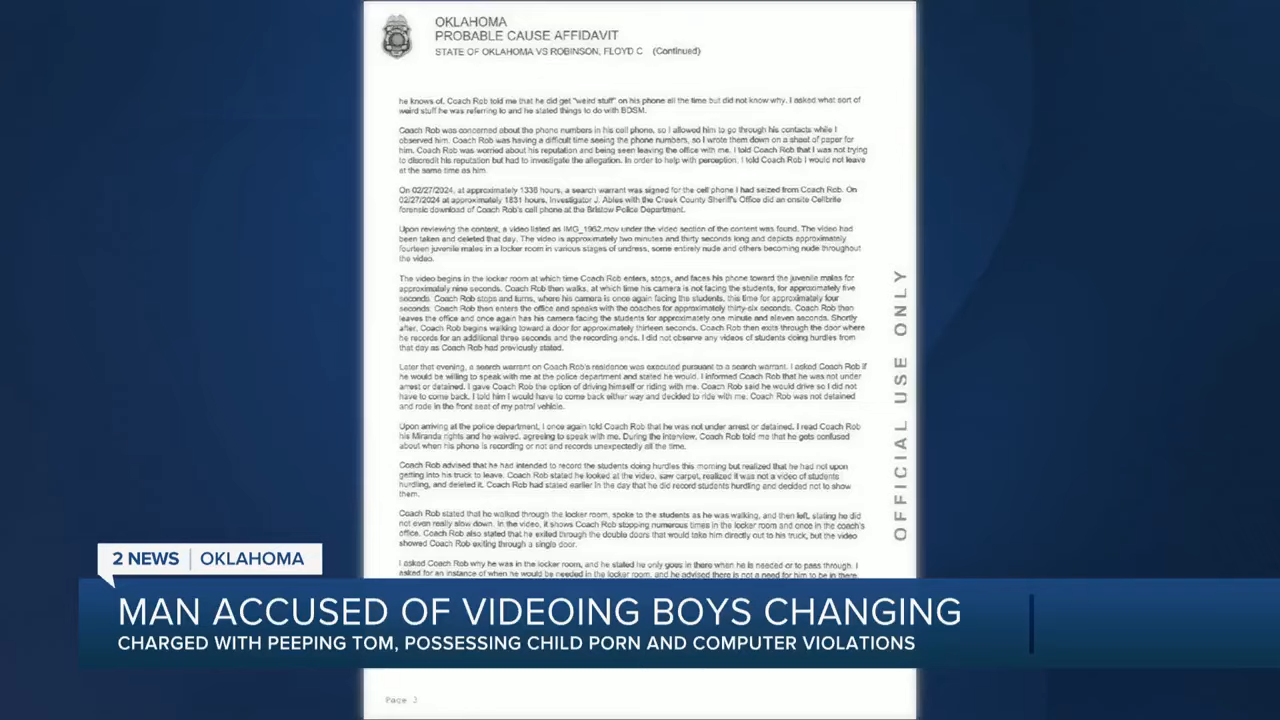 OKLAHOMA
PROBABLE CAUSE AFFIDAVIT
STATE OF OKLAHOMA VS ROBINSON, FLOYD C (Continued)
he knows of. Coach Rob told me that he did get "weird stuff" on his phone all the time but did not know why. I asked what sort of
weird stuff he was referring to and he stated things to do with BDSM.
Coach Rob was concerned about the phone numbers in his cell phone, so I allowed him to go through his contacts while I
observed him. Coach Rob was having a difficult time seeing the phone numbers, so I wrote them down on a sheet of paper for
him. Coach Rob was worried about his reputation and being seen leaving the office with me. I told Coach Rob that I was not trying
to discredit his reputation but had to investigate the allegation. In order to help with perception, I told Coach Rob I would not leave
at the same time as him.
On 02/27/2024, at approximately 1338 hours, a search warrant was signed for the cell phone I had seized from Coach Rob. On
02/27/2024 at approximately 1831 hours, Investigator J. Ables with the Creek County Sheriff's Office did an onsite Cellbrite
forensic download of Coach Rob's cell phone at the Bristow Police Department.
Upon reviewing the content, a video listed as IMG_1962.mov under the video section of the content was found. The video had
been taken and deleted that day. The video is approximately two minutes and thirty seconds long and depicts approximately
fourteen juvenile males in a locker room in various stages of undress, some entirely nude and others becoming nude throughout
the video.
The video begins in the locker room at which time Coach Rob enters, stops, and faces his phone toward the juvenile males for
approximately nine seconds. Coach Rob then walks, at which time his camera is not facing the students, for approximately five
seconds. Coach Rob stops and turns, where his camera is once again facing the students, this time for approximately four
seconds. Coach Rob then enters the office and speaks with the coaches for approximately thirty-six seconds. Coach Rob then
leaves the office and once again has his camera facing the students for approximately one minute and eleven seconds. Shortly
after, Coach Rob begins walking toward a door for approximately thirteen seconds. Coach Rob then exits through the door where
he records for an additional three seconds and the recording ends. I did not observe any videos of students doing hurdles from
that day as Coach Rob had previously stated.
Later that evening, a search warrant on Coach Rob's residence was executed pursuant to a search warrant. I asked Coach Rob if
he would be willing to speak with me at the police department and stated he would. I informed Coach Rob that he was not under
arrest or detained. I gave Coach Rob the option of driving himself or riding with me. Coach Rob said he would drive so I did not
have to come back. I told him I would have to come back either way and decided to ride with me. Coach Rob was not detained
and rode in the front seat of my patrol vehicle.
Upon arriving at the police department, I once again told Coach Rob that he was not under arrest or detained. I read Coach Rob
his Miranda rights and he waived, agreeing to speak with me. During the interview, Coach Rob told me that he gets confused
about when his phone is recording or not and records unexpectedly all the time.
Coach Rob advised that he had intended to record the students doing hurdles this morning but realized that he had not upon
getting into his truck to leave. Coach Rob stated he looked at the video, saw carpet, realized it was not a video of students
hurdling, and deleted it. Coach Rob had stated earlier in the day that he did record students hurdling and decided not to show
them.
Coach Rob stated that he walked through the locker room, spoke to the students as he was walking, and then left, stating he did
not even really slow down. In the video, it shows Coach Rob stopping numerous times in the locker room and once in the coach's
office. Coach Rob also stated that he exited through the double doors that would take him directly out to his truck, but the video
showed Coach Rob exiting through a single door.
I asked Coach Rob why he was in the locker room, and he stated he only goes in there when he is needed or to pass through. I
asked for an instance of when he would be needed in the locker room, and he advised there is not a need for him to be in there.
OFFICIAL USE ONLY
2 NEWS OKLAHOMA
MAN ACCUSED OF VIDEOING BOYS CHANGING
CHARGED WITH PEEPING TOM, POSSESSING CHILD PORN AND COMPUTER VIOLATIONS
Page 3